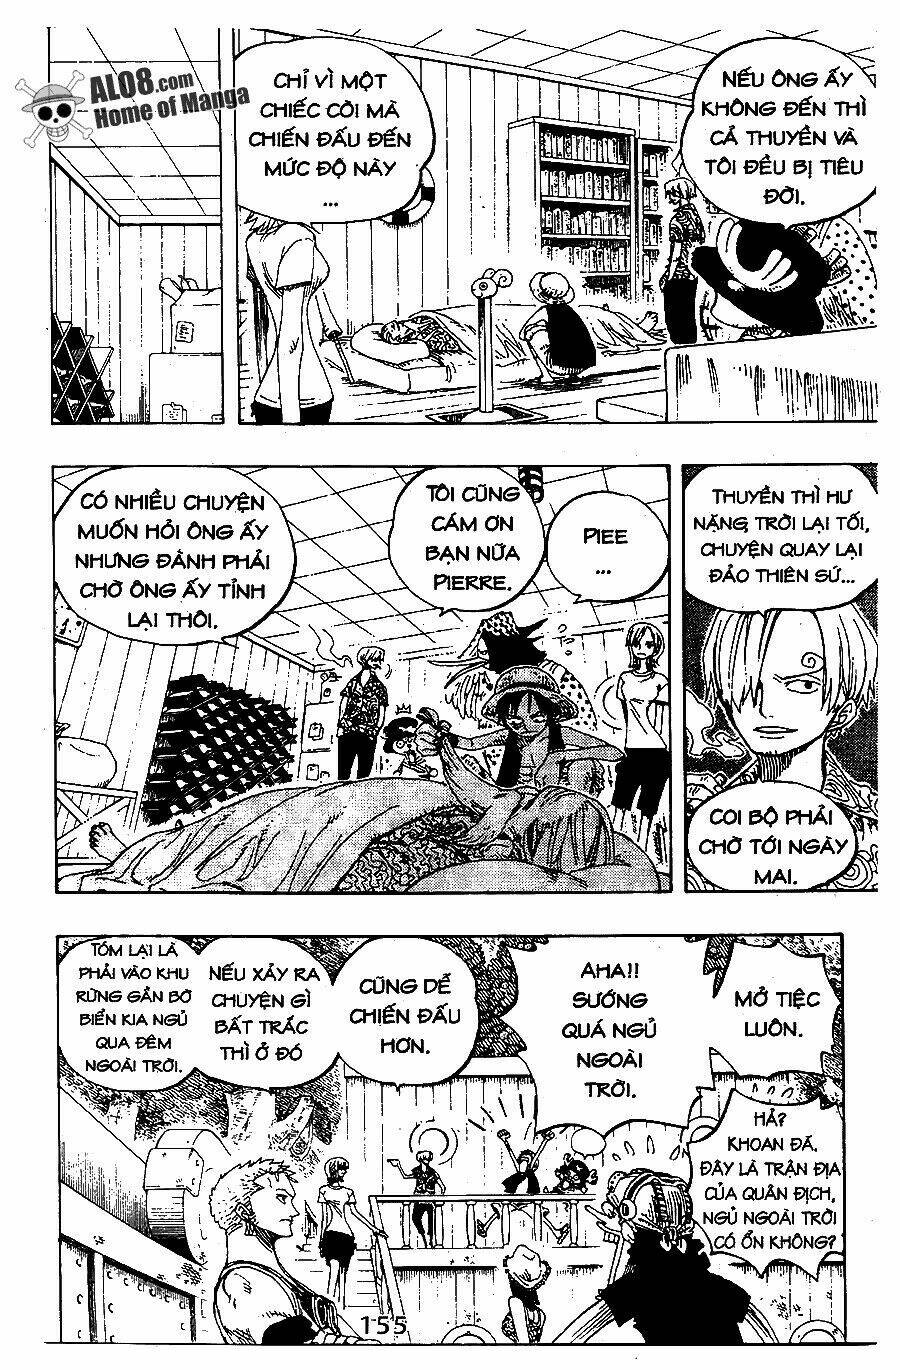 AL08.com
Home of Manga
NẾU ÔNG ẤY
KHÔNG ĐẾN THÌ
CẢ THUYỀN VÀ
TÔI ĐỀU BỊ TIÊU
ĐỜI.
CHỈ VÌ MỘT
CHIẾC CÒI MÀ
CHIẾN ĐẤU ĐẾN
MỨC ĐỘ NÀY
...
THUYỀN THÌ HƯ
NẶNG, TRỜI LẠI TỐI,
CHUYỆN QUAY LẠI
ĐẢO THIÊN SỨ...
COI BỘ PHẢI
CHỜ TỚI NGÀY
MAI.
PIEE
...
TÔI CŨNG
CÁM ƠN
BẠN NỮA
PIERRE.
CÓ NHIỀU CHUYỆN
MUỐN HỎI ÔNG ẤY
NHƯNG ĐÀNH PHẢI
CHỜ ÔNG ẤY TỈNH
LẠI THÔI.
MỞ TIỆC
LUÔN.
AHA!!
SƯỚNG
QUÁ NGỦ
NGOÀI
TRỜI.
HẢ?
KHOAN ĐÃ.
ĐÂY LÀ TRẬN ĐỊA
CỦA QUÂN ĐỊCH,
NGỦ NGOÀI TRỜI
CÓ ỔN KHÔNG?
CŨNG DỄ
CHIẾN ĐẤU
HƠN.
NẾU XẢY RA
CHUYỆN GÌ
BẤT TRẮC
THÌ Ở ĐÓ
TÓM LẠI LÀ
PHẢI VÀO KHU
RỪNG GẦN BỜ
BIỂN KIA NGỦ
QUA ĐÊM
NGOÀI TRỜI.
155